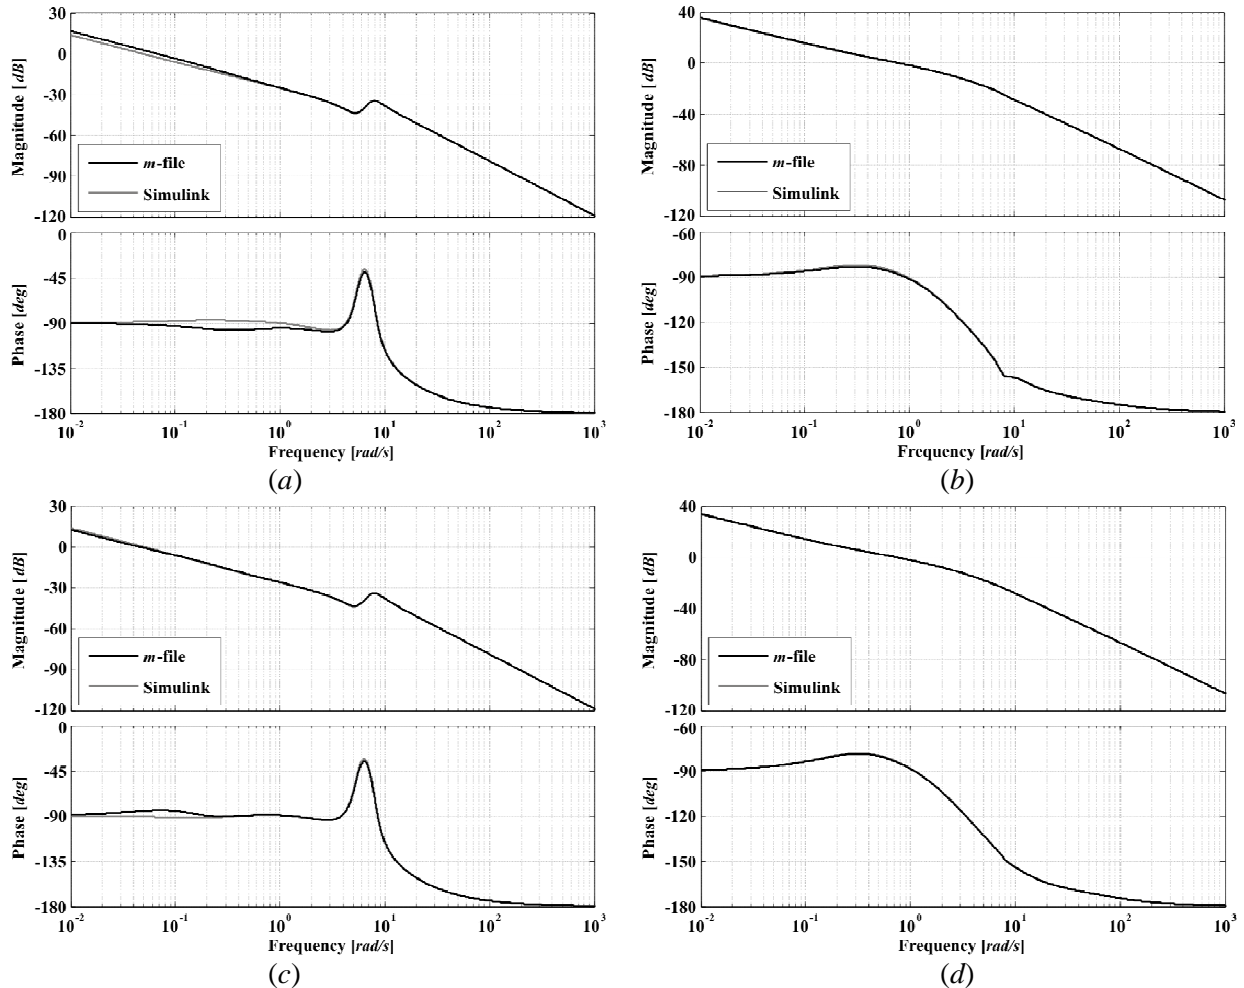 30
0
-30
-60
-90
-120
Magnitude [dB]
m-file
Simulink
0
-45
-90
-135
-180
Phase [deg]
10^-2 10^-1 10^0 10^1 10^2 10^3
Frequency [rad/s]
(a)
40
0
-40
-80
-120
Magnitude [dB]
m-file
Simulink
-60
-90
-120
-150
-180
Phase [deg]
10^-2 10^-1 10^0 10^1 10^2 10^3
Frequency [rad/s]
(b)
30
0
-30
-60
-90
-120
Magnitude [dB]
m-file
Simulink
0
-45
-90
-135
-180
Phase [deg]
10^-2 10^-1 10^0 10^1 10^2 10^3
Frequency [rad/s]
(c)
40
0
-40
-80
-120
Magnitude [dB]
m-file
Simulink
-60
-90
-120
-150
-180
Phase [deg]
10^-2 10^-1 10^0 10^1 10^2 10^3
Frequency [rad/s]
(d)